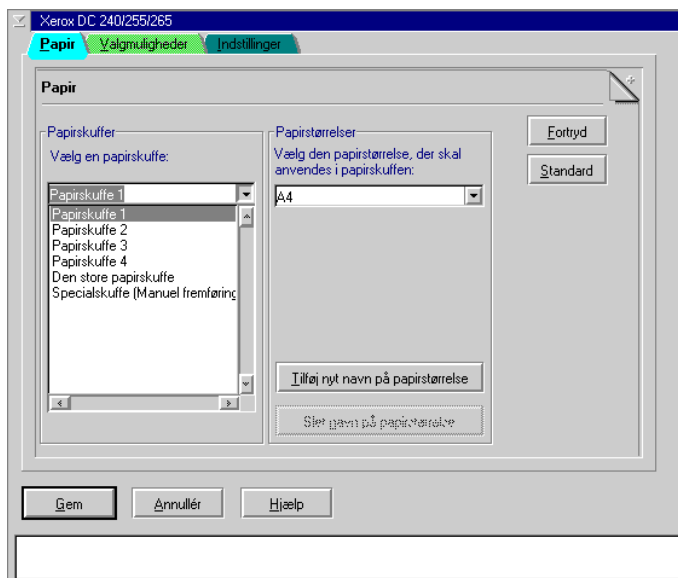 Xerox DC 240/255/265
Papir Valgmuligheder Indstillinger
Papir
Papirskuffer
Vælg en papirskuffe:
Papirskuffe 1
Papirskuffe 1
Papirskuffe 2
Papirskuffe 3
Papirskuffe 4
Den store papirskuffe
Specialskuffe (Manuel fremføring
Papirstørrelser
Vælg den papirstørrelse, der skal
anvendes i papirskuffen:
A4
Tilføj nyt navn på papirstørrelse
Slet navn på papirstørrelse
Fortryd
Standard
Gem Annullér Hjælp